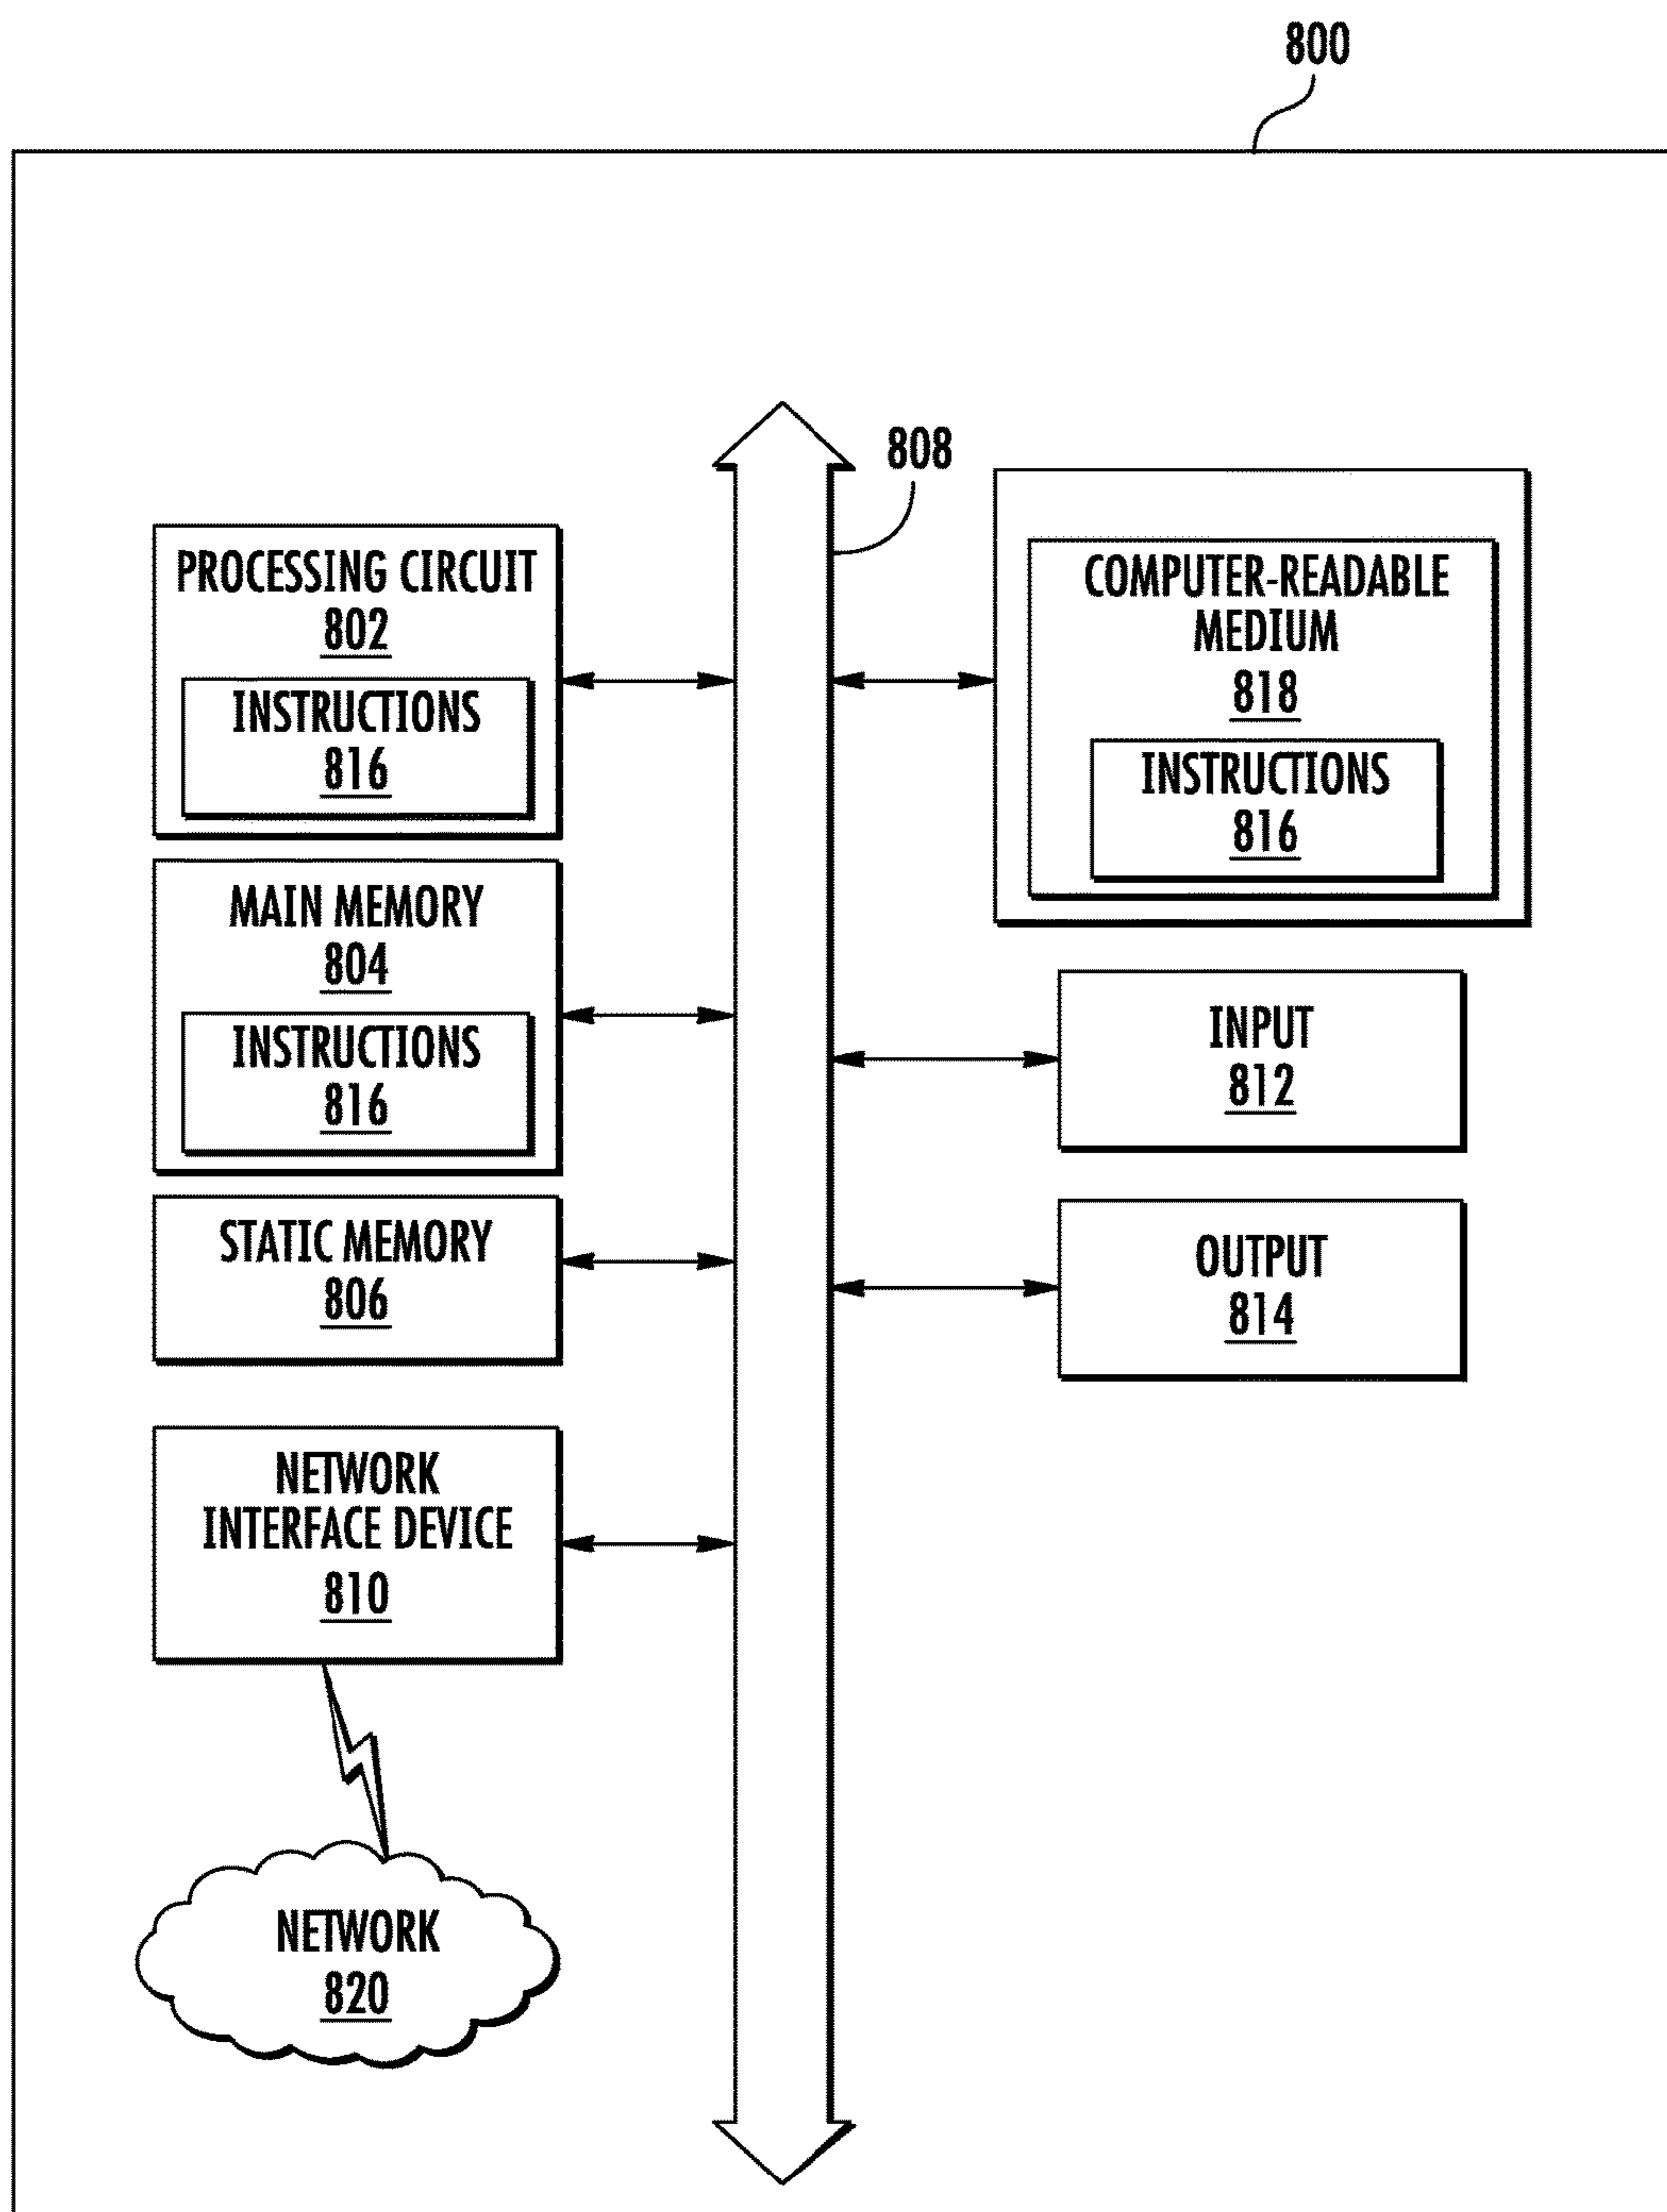 800
808
PROCESSING CIRCUIT
802
INSTRUCTIONS
816
MAIN MEMORY
804
INSTRUCTIONS
816
STATIC MEMORY
806
NETWORK
INTERFACE DEVICE
810
NETWORK
820
COMPUTER-READABLE
MEDIUM
818
INSTRUCTIONS
816
INPUT
812
OUTPUT
814